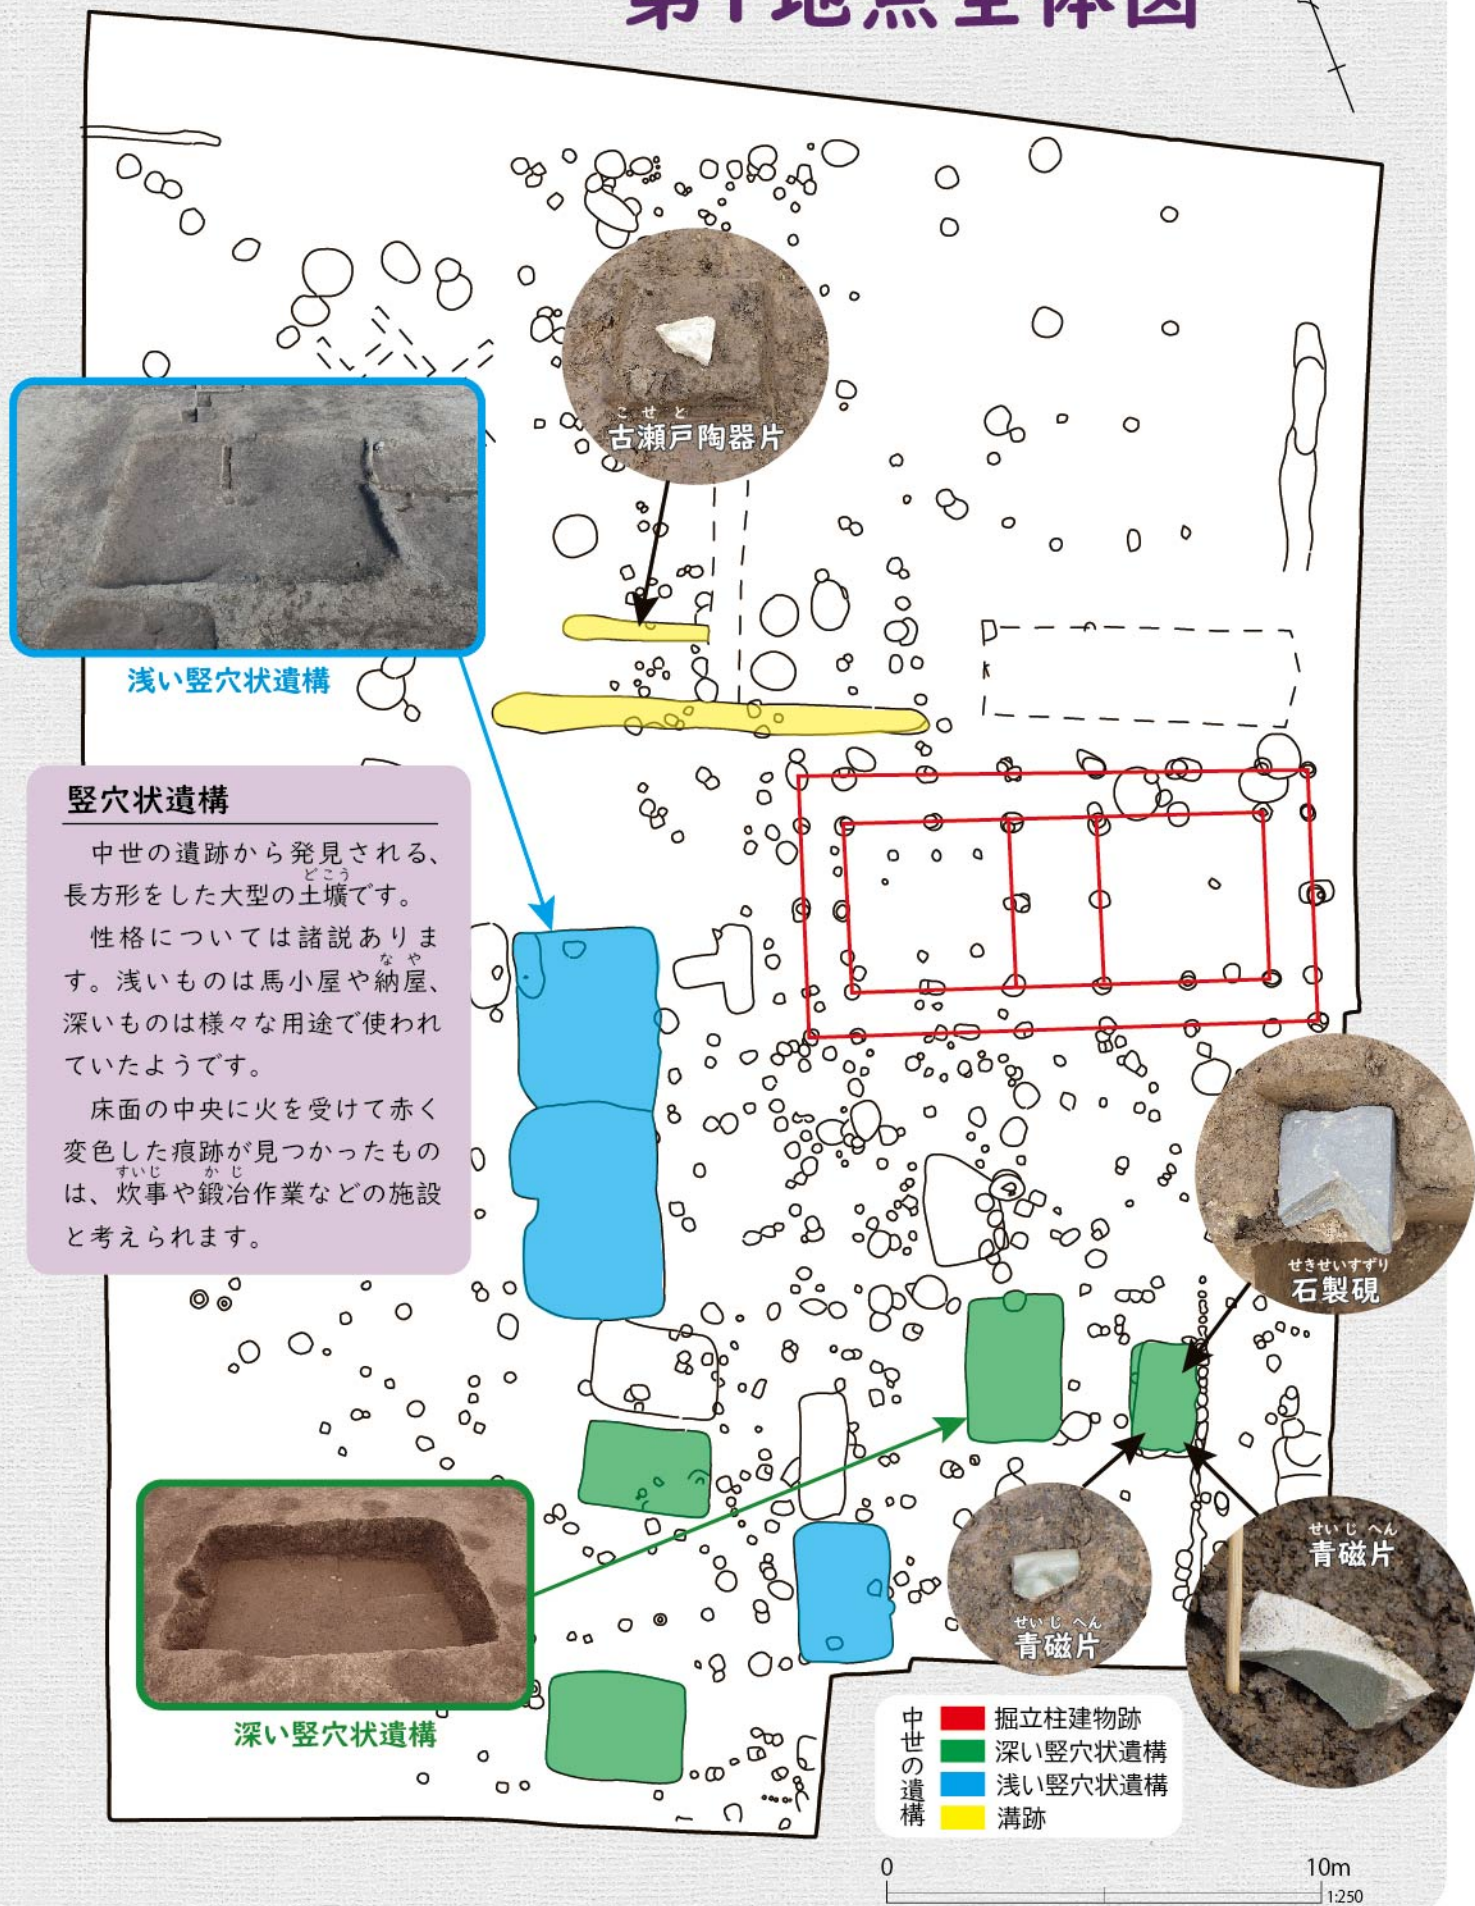 第1地点全体図
こせと
古瀬戸陶器片
浅い竪穴状遺構
竪穴状遺構
中世の遺跡から発見される、
長方形をした大型の土壙です。
どこう
性格については諸説ありま
す。浅いものは馬小屋や納屋、
なや
深いものは様々な用途で使われ
ていたようです。
床面の中央に火を受けて赤く
変色した痕跡が見つかったもの
は、炊事や鍛冶作業などの施設
すいじ かじ
と考えられます。
せきせいすずり
石製硯
せいじへん
青磁片
せいじへん
青磁片
深い竪穴状遺構
中世の遺構
掘立柱建物跡
深い竪穴状遺構
浅い竪穴状遺構
溝跡
0 10m
1:250